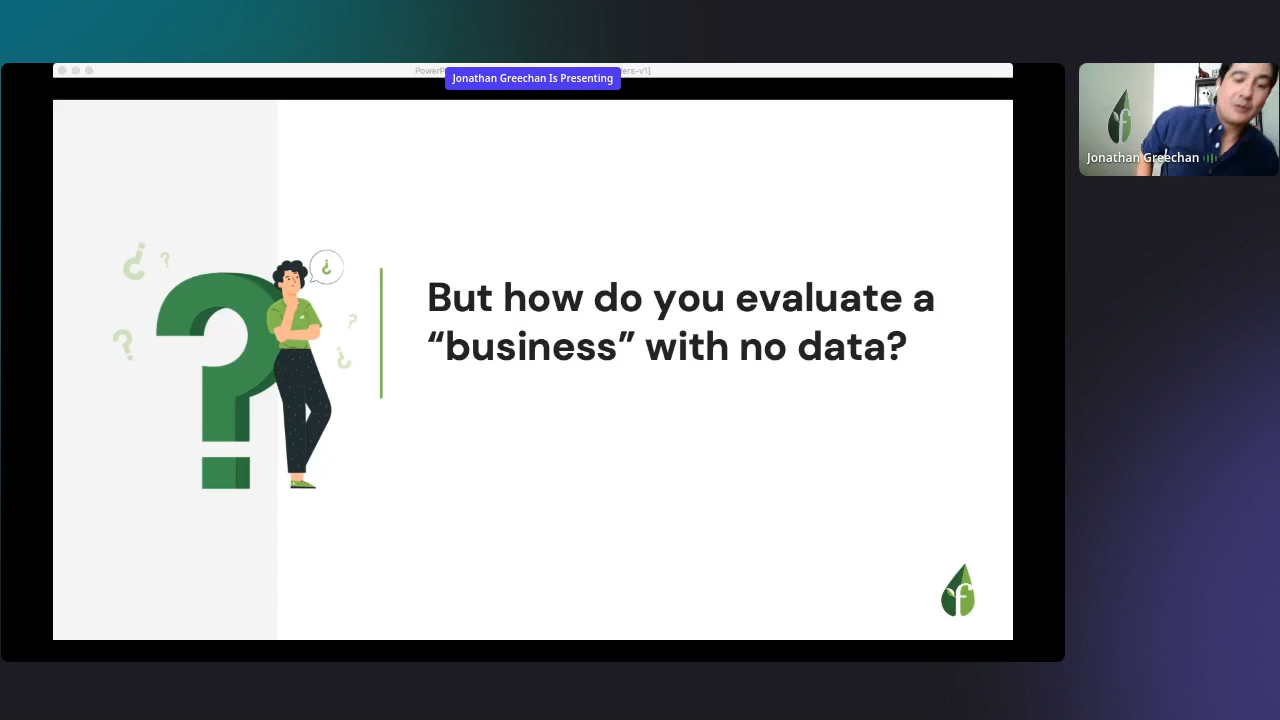 Jonathan Greechan Is Presenting
But how do you evaluate a
“business” with no data?
Jonathan Greechan